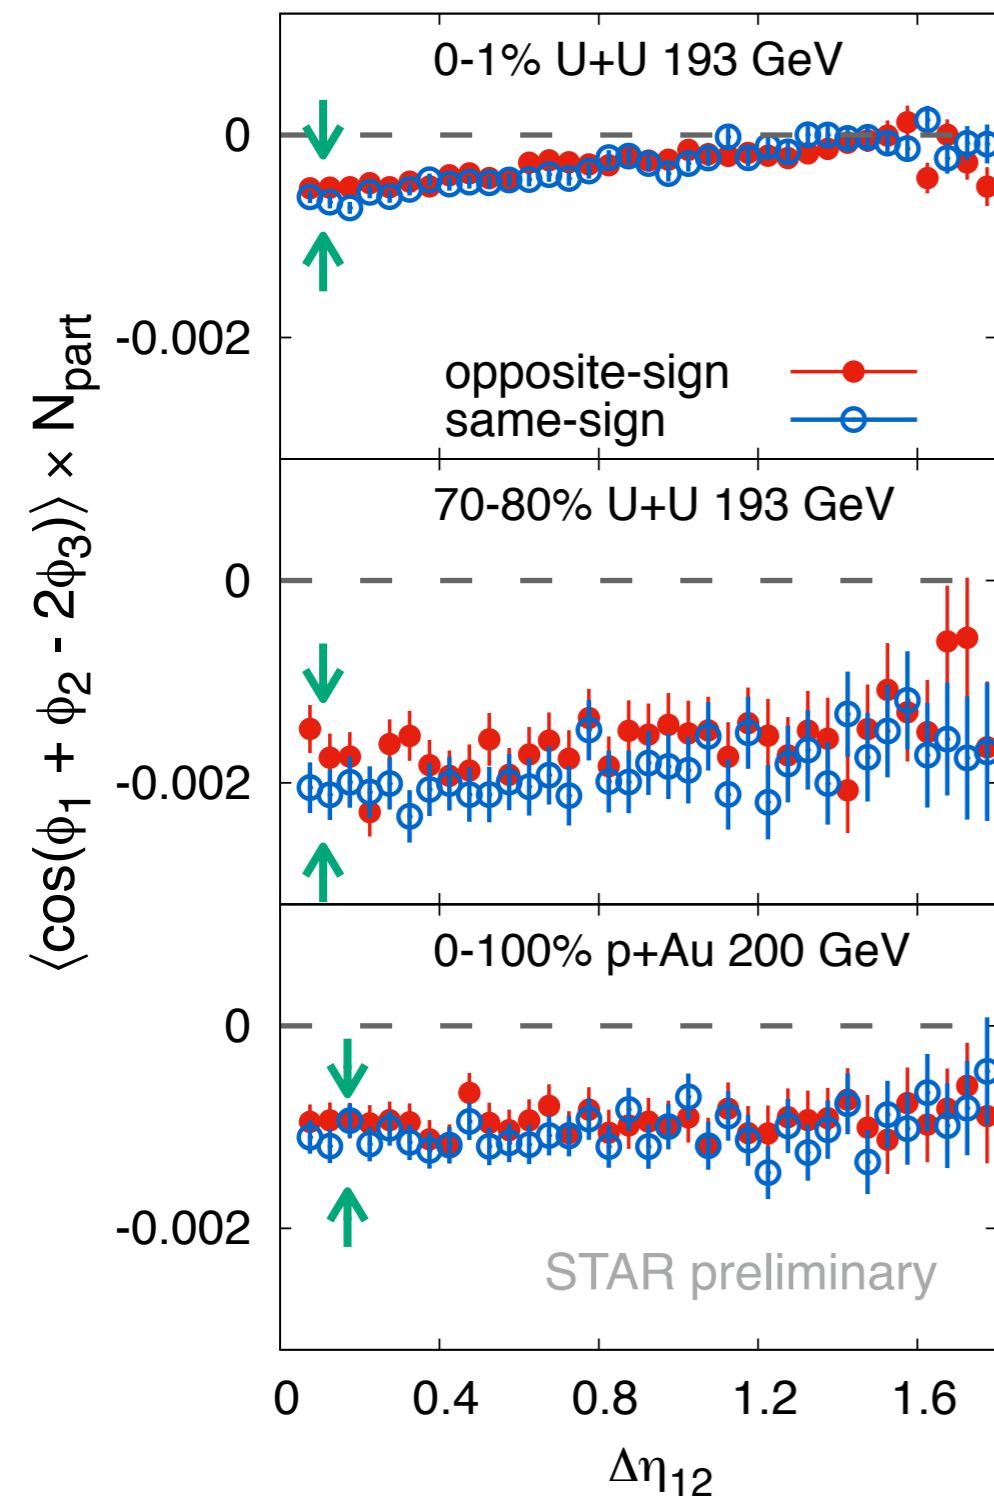 0-1% U+U 193 GeV
0
-0.002
opposite-sign
same-sign
70-80% U+U 193 GeV
0
-0.002
0-100% p+Au 200 GeV
0
-0.002
STAR preliminary
0 0.4 0.8 1.2 1.6
Δη₁₂
⟨cos(ϕ₁ + ϕ₂ - 2ϕ₃)⟩ × N_part